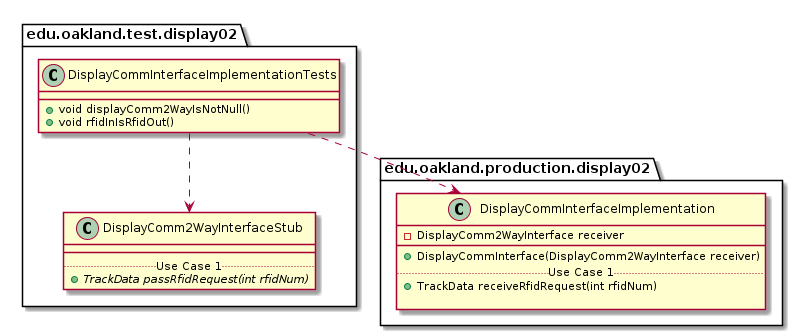 edu.oakland.test.display02
C DisplayCommInterfaceImplementationTests
void displayComm2WayIsNotNull()
void rfidInIsRfidOut()
edu.oakland.production.display02
C DisplayComm2WayInterfaceStub
Use Case 1
TrackData passRfidRequest(int rfidNum)
C DisplayCommInterfaceImplementation
DisplayComm2WayInterface receiver
DisplayCommInterface(DisplayComm2WayInterface receiver)
Use Case 1
TrackData receiveRfidRequest(int rfidNum)